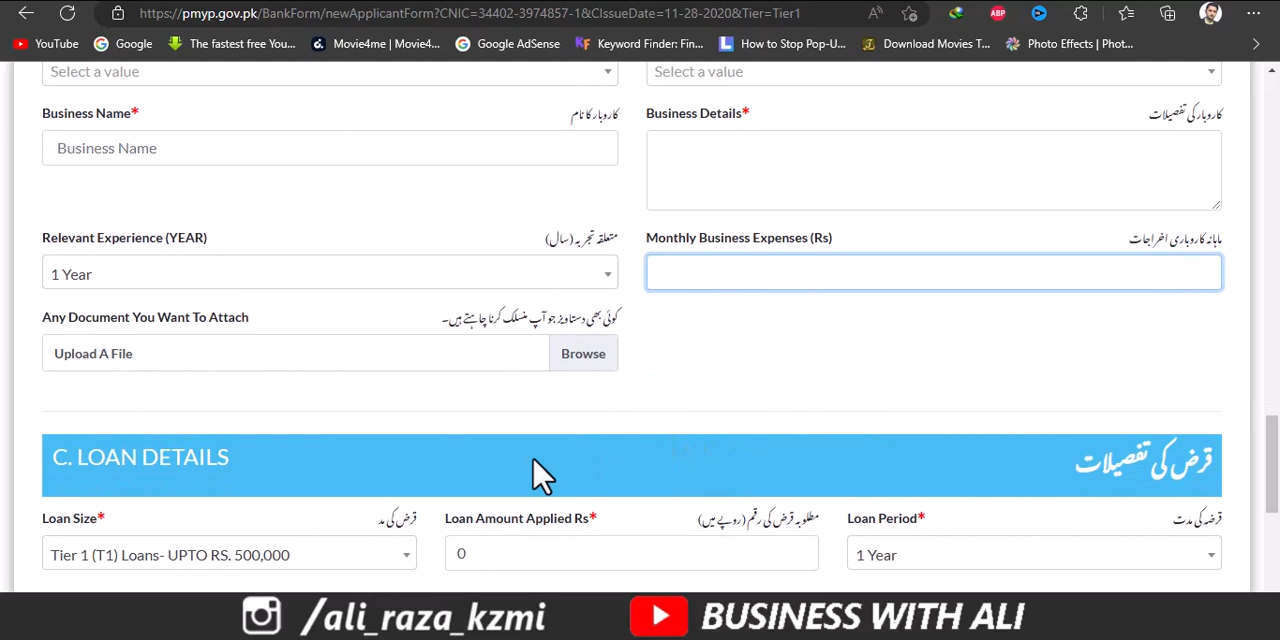 https://pmyp.gov.pk/BankForm/newApplicantForm?CNIC=34402-3974857-1&CIssueDate=11-28-2020&Tier=Tier1
YouTube Google The fastest free You... Movie4me | Movie4... Google AdSense Keyword Finder: Fin... How to Stop Pop-U... Download Movies T... Photo Effects | Phot...
Select a value Select a value
Business Name* کاروبار کا نام Business Details* کاروبار کی تفصیلات
Business Name
Relevant Experience (YEAR) متعلقہ تجربہ (سال) Monthly Business Expenses (Rs) ماہانہ کاروباری اخراجات
1 Year
Any Document You Want To Attach کوئی بھی دستاویز جو آپ منسلک کرنا چاہتے ہیں۔
Upload A File Browse
C. LOAN DETAILS قرض کی تفصیلات
Loan Size* قرض کی مد Loan Amount Applied Rs* مطلوبہ قرض کی رقم (روپے میں) Loan Period* قرضہ کی مدت
Tier 1 (T1) Loans- UPTO RS. 500,000 0 1 Year
/ali_raza_kzmi BUSINESS WITH ALI